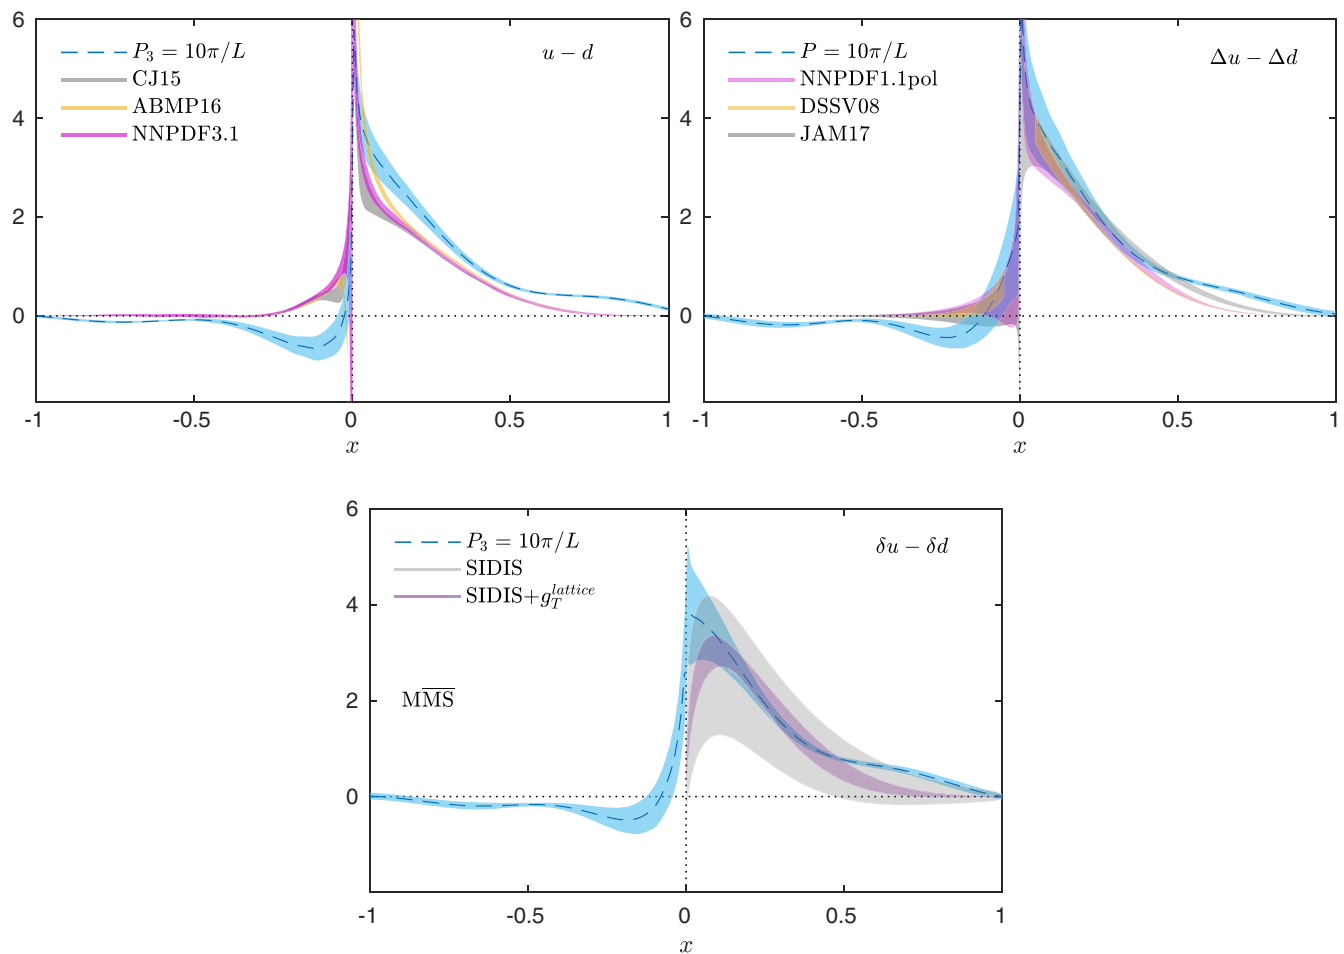 6
4
2
0
P₃ = 10π/L
CJ15
ABMP16
NNPDF3.1
u − d
-1
-0.5
0
0.5
1
x
6
4
2
0
P = 10π/L
NNPDF1.1pol
DSSV08
JAM17
Δu − Δd
-1
-0.5
0
0.5
1
x
6
4
2
0
P₃ = 10π/L
SIDIS
SIDIS+g_T^{lattice}
δu − δd
MM̅S̅
-1
-0.5
0
0.5
1
x